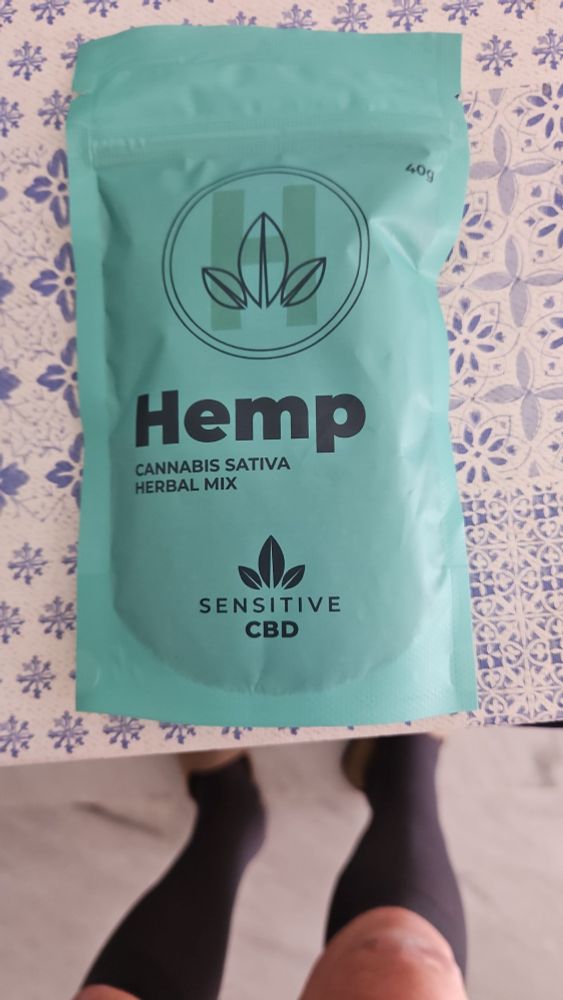 40g
H
Hemp
CANNABIS SATIVA
HERBAL MIX
SENSITIVE
CBD